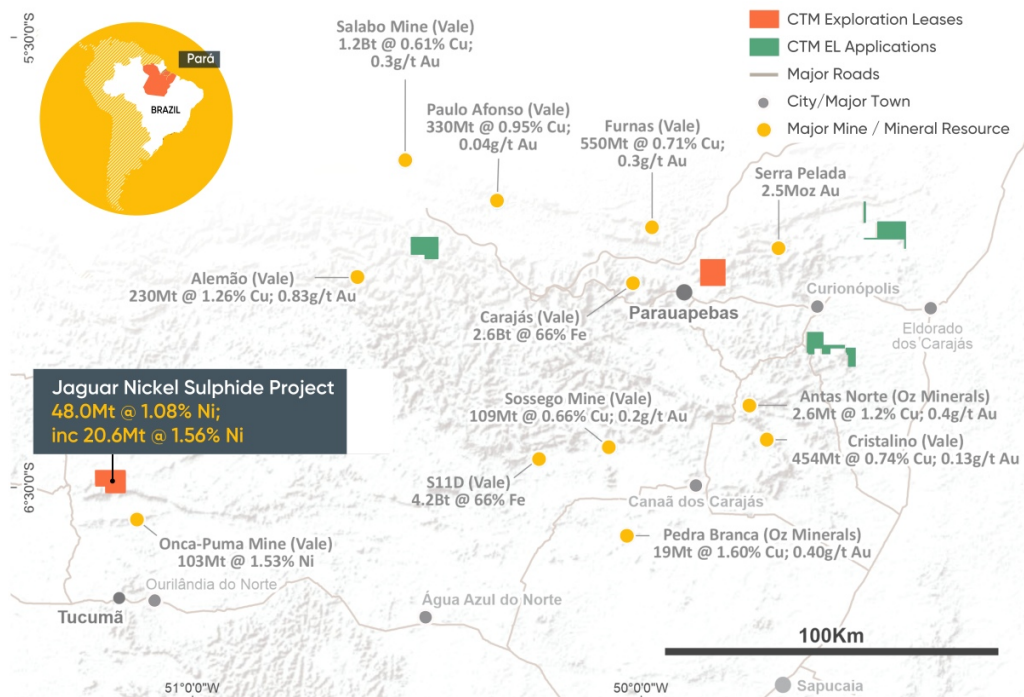 5°30'0"S
Pará
BRAZIL
Salabo Mine (Vale)
1.2Bt @ 0.61% Cu;
0.3g/t Au
CTM Exploration Leases
CTM EL Applications
Major Roads
City/Major Town
Major Mine / Mineral Resource
Paulo Afonso (Vale)
330Mt @ 0.95% Cu;
0.04g/t Au
Furnas (Vale)
550Mt @ 0.71% Cu;
0.3g/t Au
Serra Pelada
2.5Moz Au
Alemão (Vale)
230Mt @ 1.26% Cu; 0.83g/t Au
Carajás (Vale)
2.6Bt @ 66% Fe
Parauapebas
Curionópolis
Eldorado
dos Carajás
Jaguar Nickel Sulphide Project
48.0Mt @ 1.08% Ni;
inc 20.6Mt @ 1.56% Ni
Sossego Mine (Vale)
109Mt @ 0.66% Cu; 0.2g/t Au
Antas Norte (Oz Minerals)
2.6Mt @ 1.2% Cu; 0.4g/t Au
Cristalino (Vale)
454Mt @ 0.74% Cu; 0.13g/t Au
6°30'0"S
S11D (Vale)
4.2Bt @ 66% Fe
Canaã dos Carajás
Onca-Puma Mine (Vale)
103Mt @ 1.53% Ni
Pedra Branca (Oz Minerals)
19Mt @ 1.60% Cu; 0.40g/t Au
Ourilândia do Norte
Tucumã
Água Azul do Norte
100Km
51°0'0"W
50°0'0"W
Sapucaia